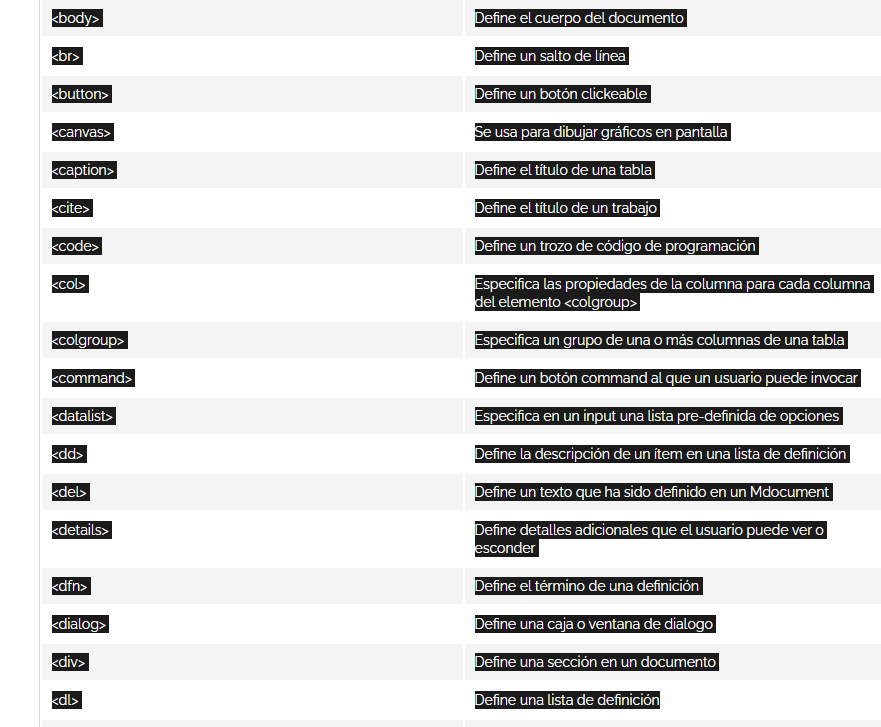 <body> Define el cuerpo del documento
<br> Define un salto de línea
<button> Define un botón clickeable
<canvas> Se usa para dibujar gráficos en pantalla
<caption> Define el título de una tabla
<cite> Define el título de un trabajo
<code> Define un trozo de código de programación
<col> Especifica las propiedades de la columna para cada columna
del elemento <colgroup>
<colgroup> Especifica un grupo de una o más columnas de una tabla
<command> Define un botón command al que un usuario puede invocar
<datalist> Especifica en un input una lista pre-definida de opciones
<dd> Define la descripción de un ítem en una lista de definición
<del> Define un texto que ha sido definido en un Mdocument
<details> Define detalles adicionales que el usuario puede ver o
esconder
<dfn> Define el término de una definición
<dialog> Define una caja o ventana de dialogo
<div> Define una sección en un documento
<dl> Define una lista de definición